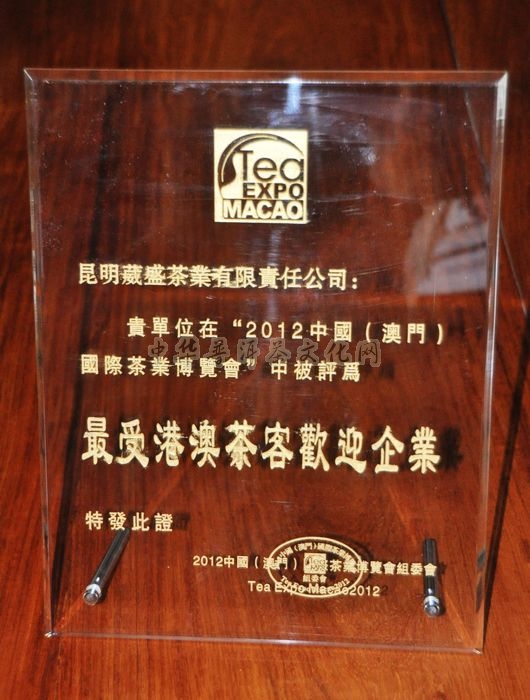 Tea
EXPO
MACAO
昆明葳盛茶業有限責任公司：
貴單位在“2012中國（澳門）
國際茶業博覽會”中被評爲
最受港澳茶客歡迎企業
特發此證
2012中國（澳門）國際茶業博覽會組委會
Tea Expo Macao2012